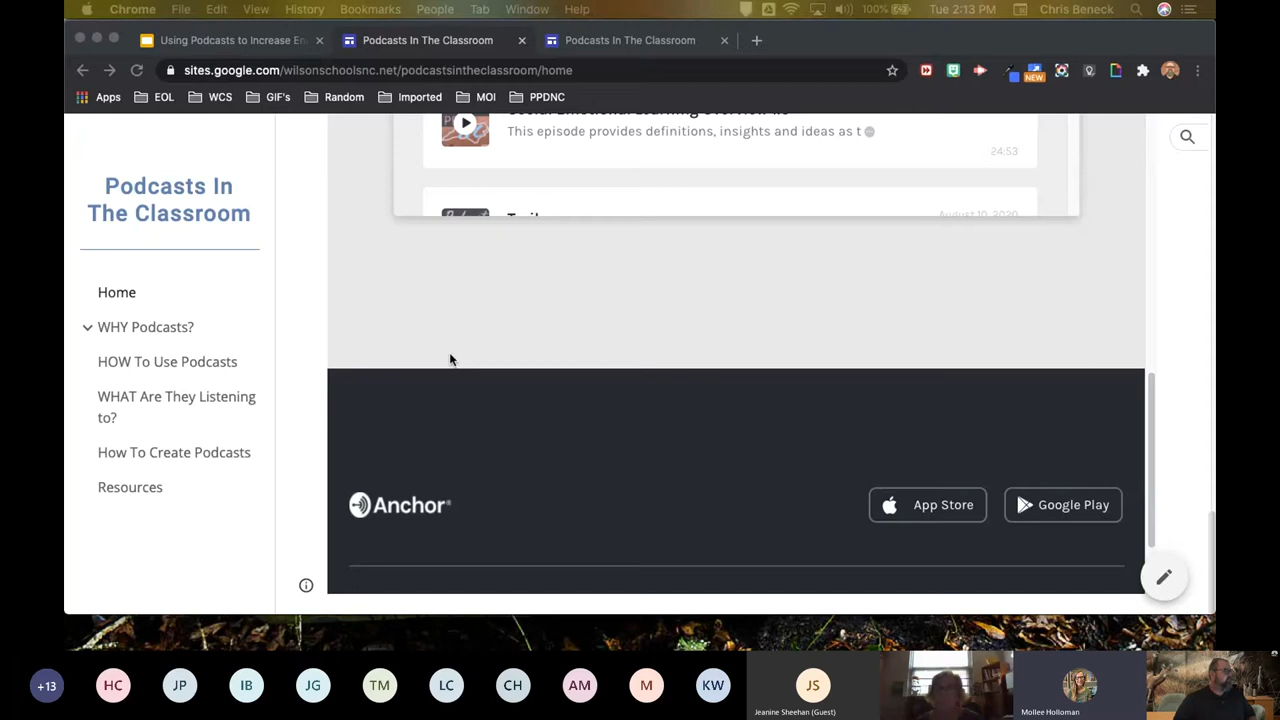 Chrome File Edit View History Bookmarks People Tab Window Help 100% Tue 2:13 PM Chris Beneck
Using Podcasts to Increase En
Podcasts In The Classroom
Podcasts In The Classroom
sites.google.com/wilsonschoolsnc.net/podcastsintheclassroom/home
NEW
Apps EOL WCS GIF's Random Imported MOI PPDNC
This episode provides definitions, insights and ideas as t
24:53
August 10, 2020
Podcasts In
The Classroom
Home
WHY Podcasts?
HOW To Use Podcasts
WHAT Are They Listening
to?
How To Create Podcasts
Resources
Anchor
App Store
Google Play
+13 HC JP IB JG TM LC CH AM M KW JS
Jeanine Sheehan (Guest)
Mollee Holloman